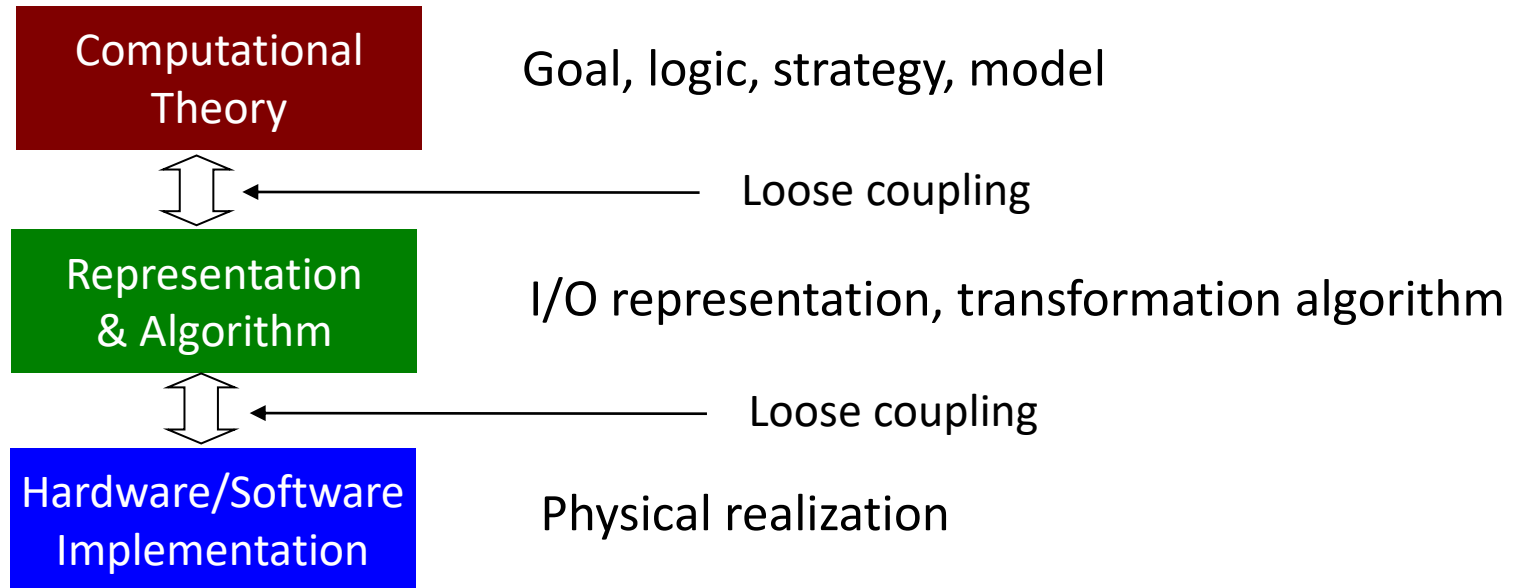 Computational
Theory
Goal, logic, strategy, model
Loose coupling
Representation
& Algorithm
I/O representation, transformation algorithm
Loose coupling
Hardware/Software
Implementation
Physical realization